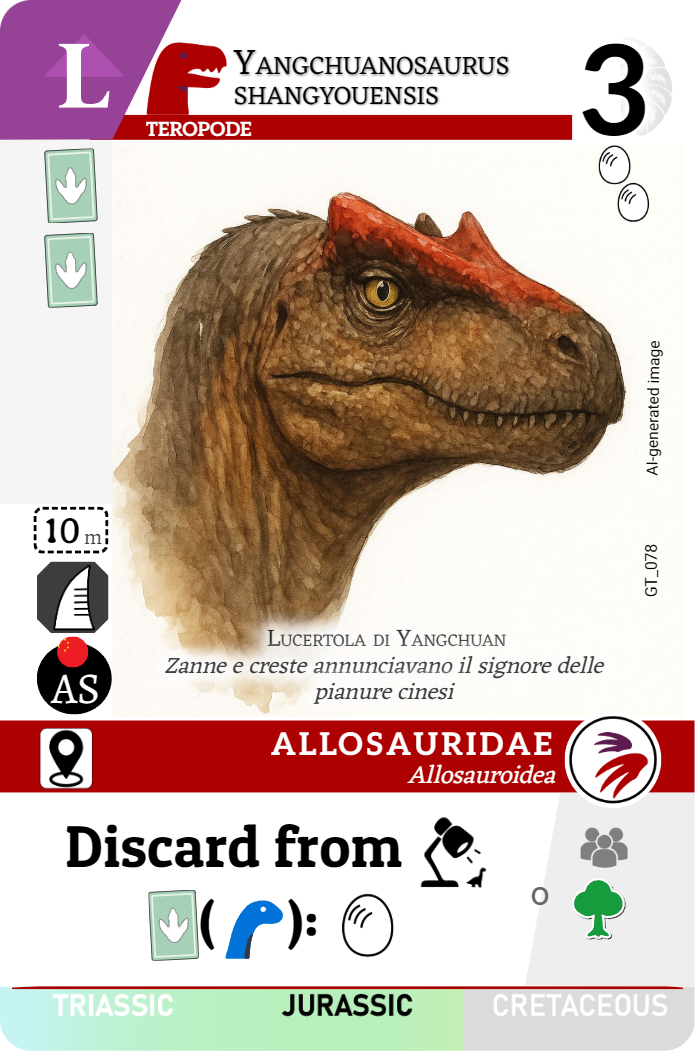 L
YANGCHUANOSAURUS
SHANGYOUENSIS
3
TEROPODE
AI-generated image
10 m
GT_078
AS
LUCERTOLA DI YANGCHUAN
Zanne e creste annunciavano il signore delle
pianure cinesi
ALLOSAURIDAE
Allosauroidea
Discard from
( ):
o
TRIASSIC JURASSIC CRETACEOUS